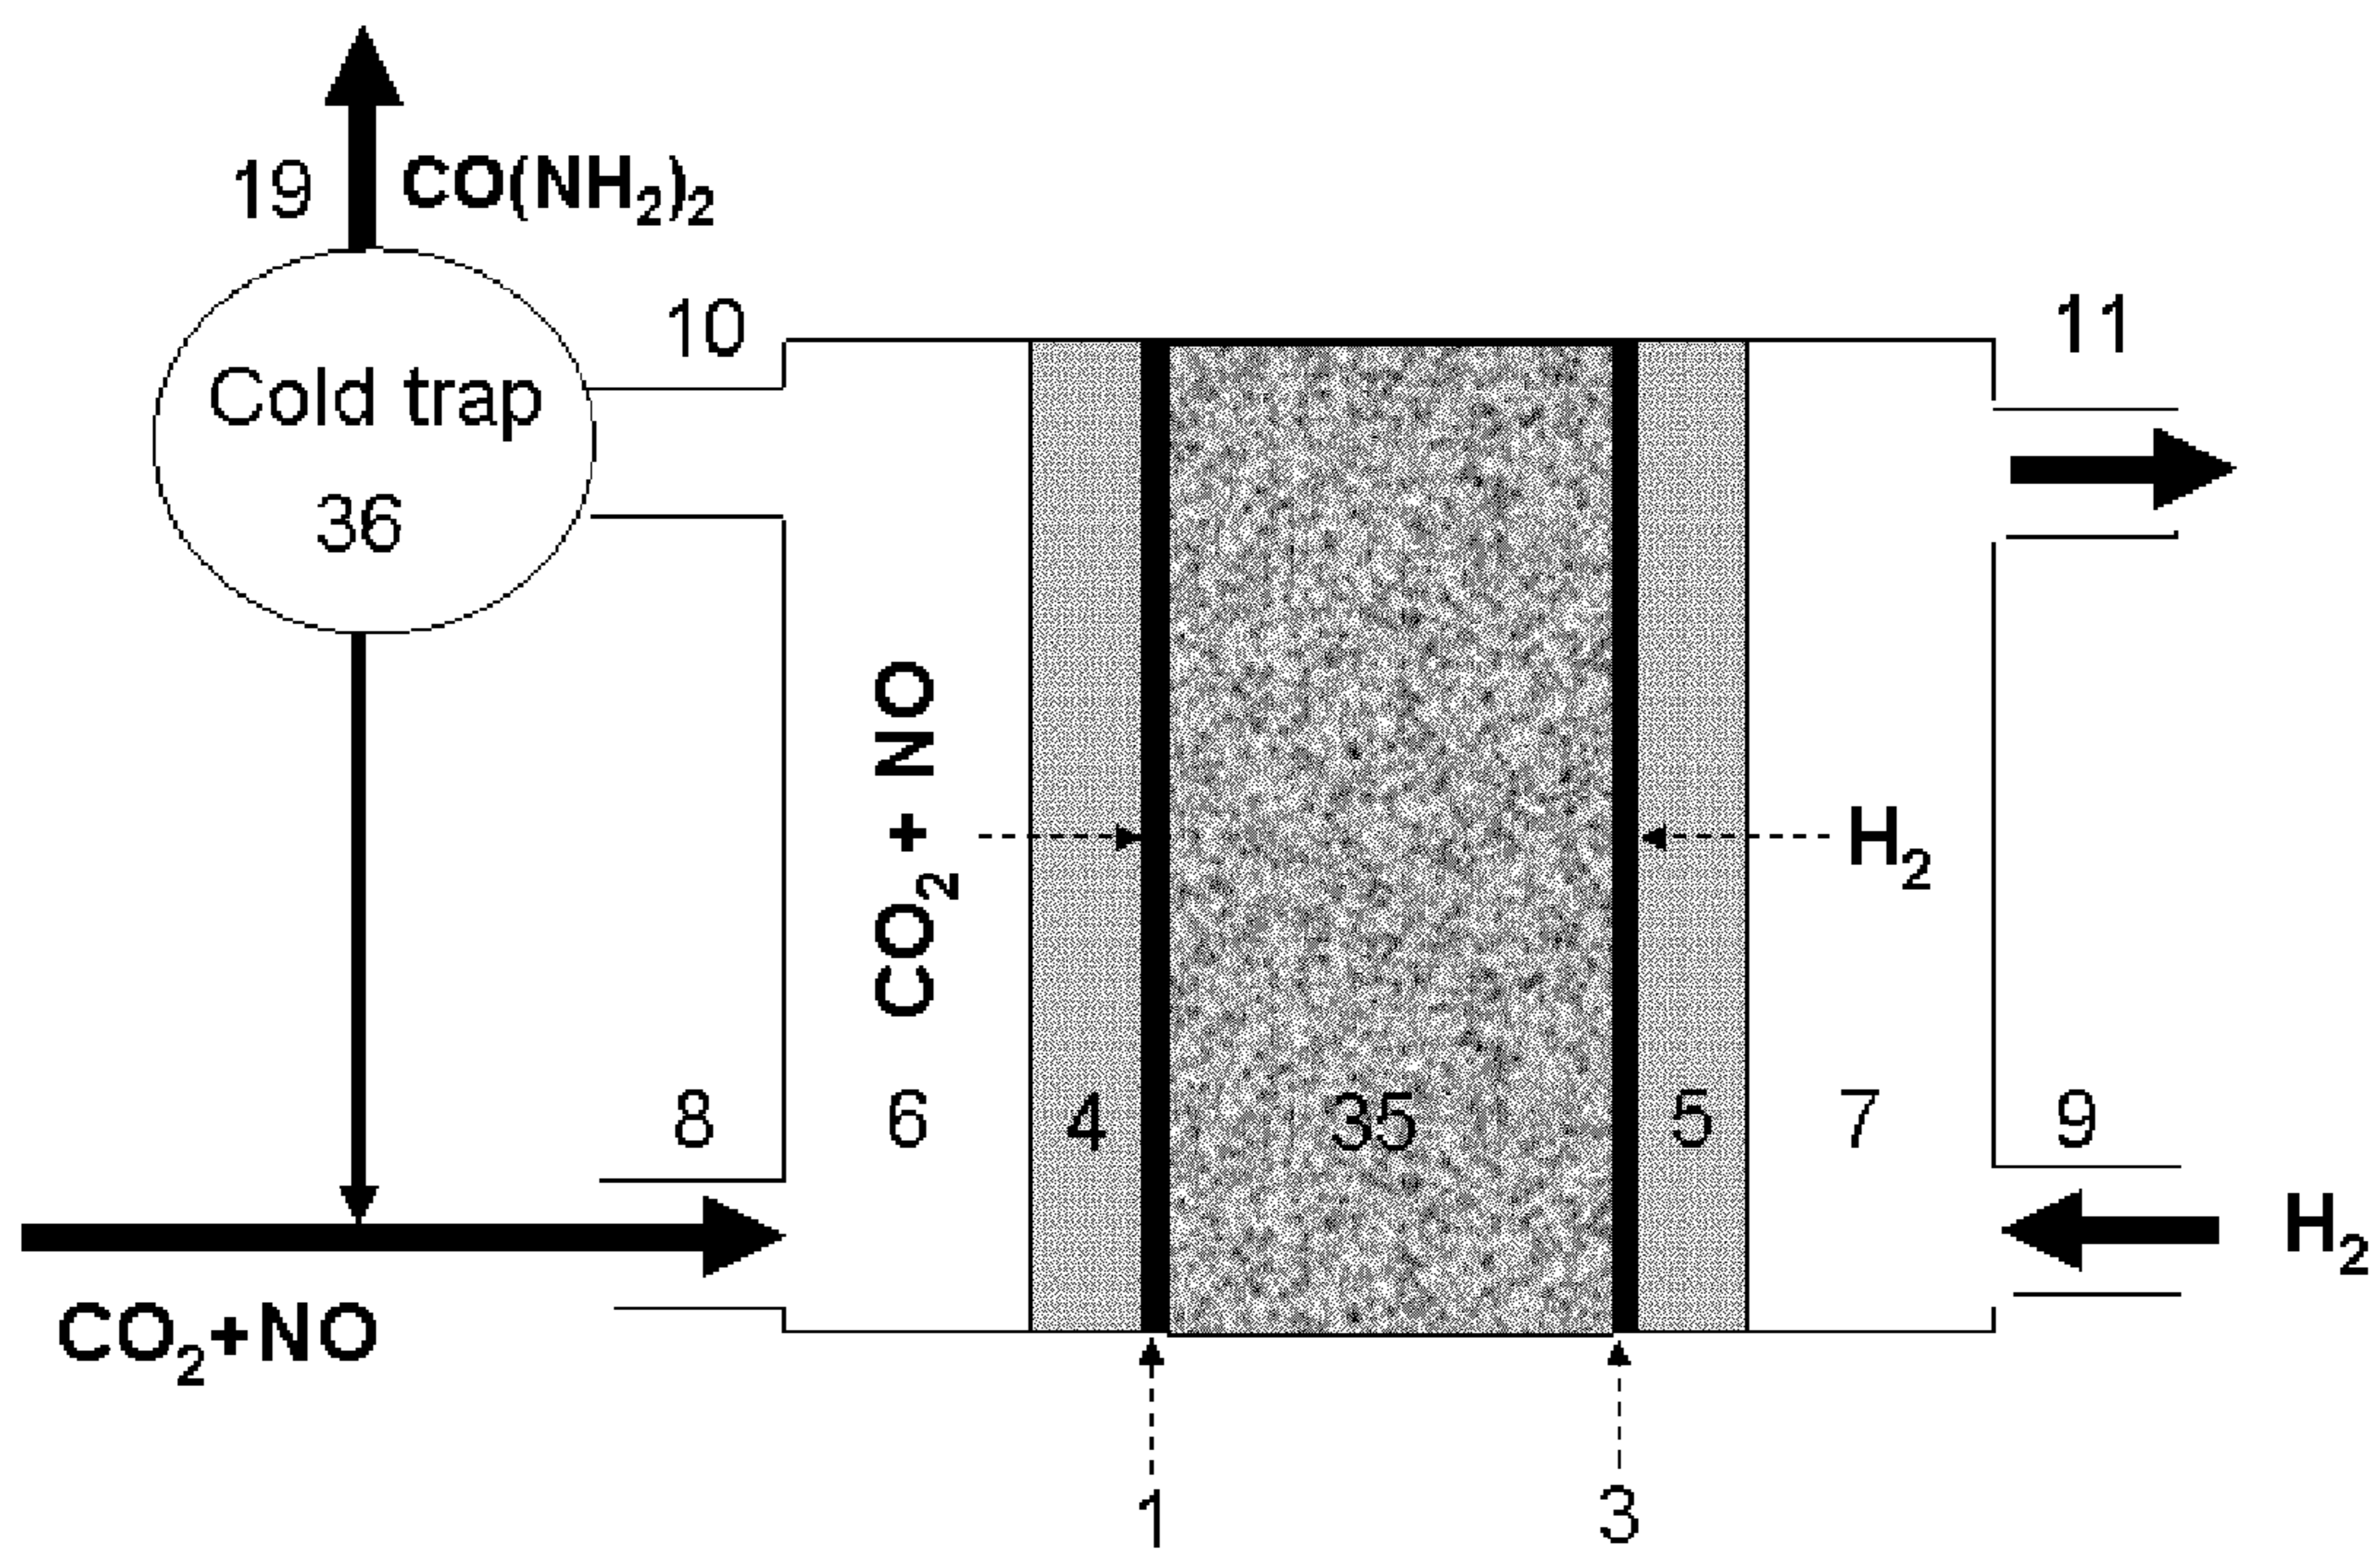 19
CO(NH₂)₂
10
11
Cold trap
36
CO₂ + NO
H₂
8
6
4
35
5
7
9
H₂
CO₂+NO
1
3